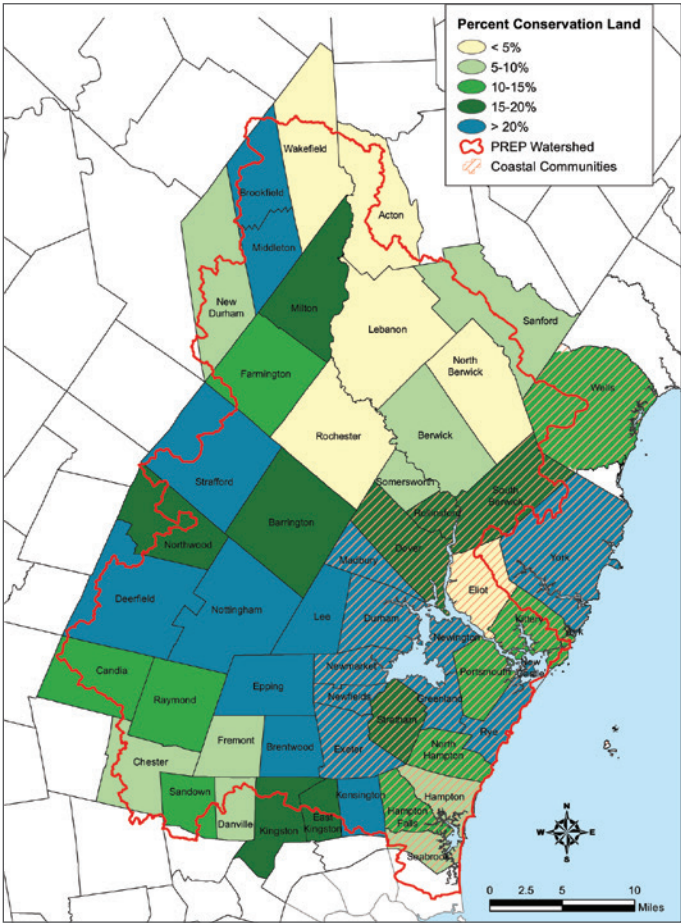 Percent Conservation Land
< 5%
5-10%
10-15%
15-20%
> 20%
PREP Watershed
Coastal Communities
Wakefield
Brookfield
Acton
Middleton
New
Durham
Milton
Sanford
Lebanon
North
Berwick
Farmington
Wells
Rochester
Berwick
Strafford
Somersworth
Rollinsford
South
Berwick
Barrington
Northwood
Dover
Madbury
York
Eliot
Deerfield
Nottingham
Lee
Durham
Kittery
York
Newington
Newmarket
New
Castle
Portsmouth
Candia
Raymond
Epping
Newfields
Greenland
Stratham
Rye
Fremont
Brentwood
Exeter
North
Hampton
Chester
Sandown
Danville
Kensington
Hampton
Hampton
Falls
Kingston
East
Kingston
Seabrook
N
W
E
S
0
2.5
5
10
Miles